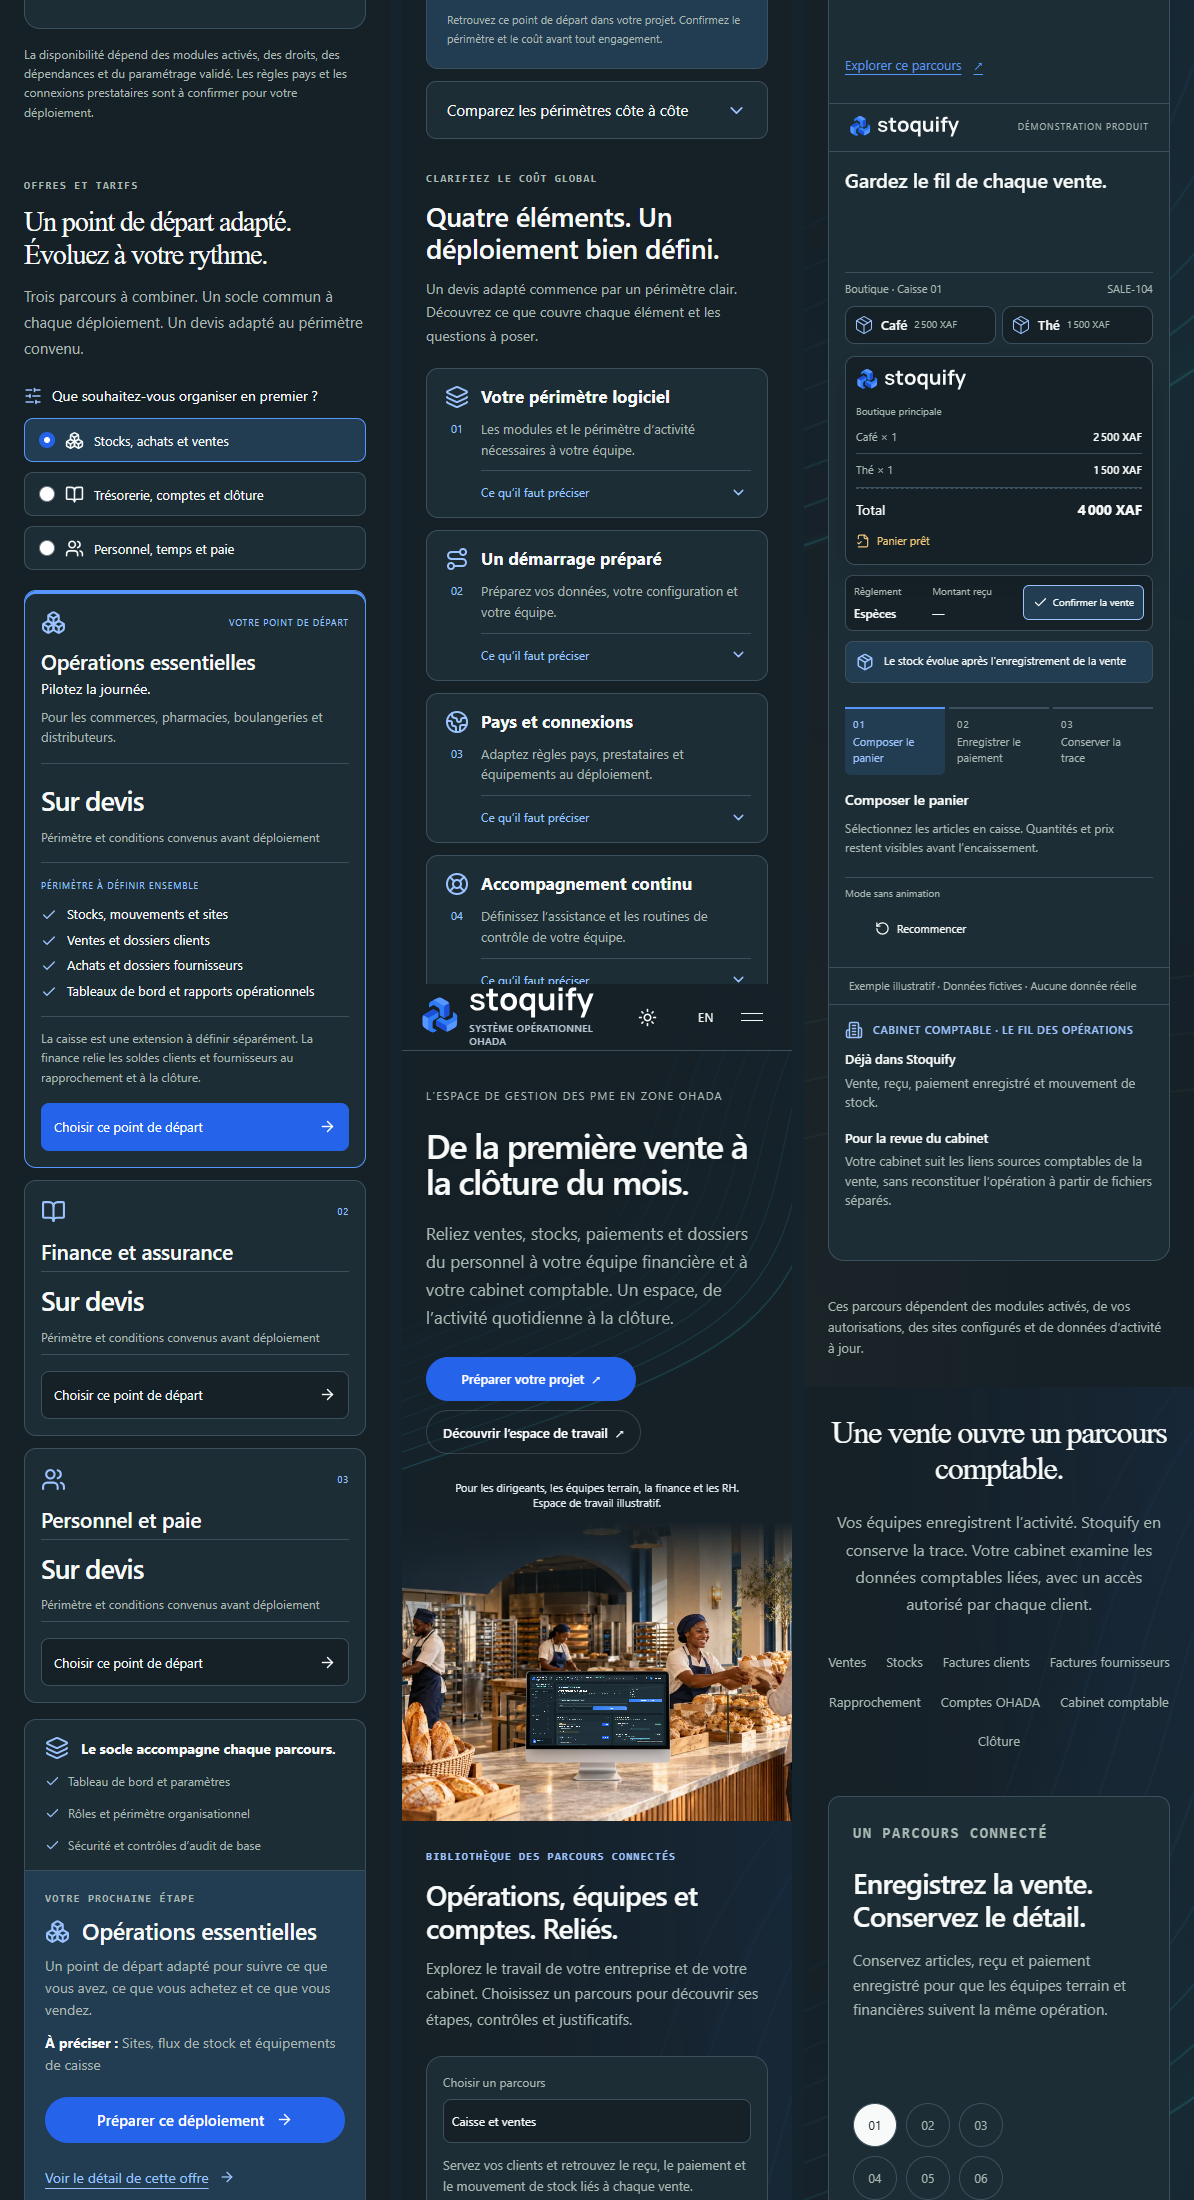 La disponibilité dépend des modules activés, des droits, des
dépendances et du paramétrage validé. Les règles pays et les
connexions prestataires sont à confirmer pour votre
déploiement.
OFFRES ET TARIFS
Un point de départ adapté.
Évoluez à votre rythme.
Trois parcours à combiner. Un socle commun à
chaque déploiement. Un devis adapté au périmètre
convenu.
Que souhaitez-vous organiser en premier ?
Stocks, achats et ventes
Trésorerie, comptes et clôture
Personnel, temps et paie
VOTRE POINT DE DÉPART
Opérations essentielles
Pilotez la journée.
Pour les commerces, pharmacies, boulangeries et
distributeurs.
Sur devis
Périmètre et conditions convenus avant déploiement
PÉRIMÈTRE À DÉFINIR ENSEMBLE
Stocks, mouvements et sites
Ventes et dossiers clients
Achats et dossiers fournisseurs
Tableaux de bord et rapports opérationnels
La caisse est une extension à définir séparément. La
finance relie les soldes clients et fournisseurs au
rapprochement et à la clôture.
Choisir ce point de départ
02
Finance et assurance
Sur devis
Périmètre et conditions convenus avant déploiement
Choisir ce point de départ
03
Personnel et paie
Sur devis
Périmètre et conditions convenus avant déploiement
Choisir ce point de départ
Le socle accompagne chaque parcours.
Tableau de bord et paramètres
Rôles et périmètre organisationnel
Sécurité et contrôles d'audit de base
VOTRE PROCHAINE ÉTAPE
Opérations essentielles
Un point de départ adapté pour suivre ce que
vous avez, ce que vous achetez et ce que vous
vendez.
À préciser : Sites, flux de stock et équipements
de caisse
Préparer ce déploiement
Voir le détail de cette offre
Retrouvez ce point de départ dans votre projet. Confirmez le
périmètre et le coût avant tout engagement.
Comparez les périmètres côte à côte
CLARIFIEZ LE COÛT GLOBAL
Quatre éléments. Un
déploiement bien défini.
Un devis adapté commence par un périmètre clair.
Découvrez ce que couvre chaque élément et les
questions à poser.
Votre périmètre logiciel
01
Les modules et le périmètre d'activité
nécessaires à votre équipe.
Ce qu'il faut préciser
Un démarrage préparé
02
Préparez vos données, votre configuration et
votre équipe.
Ce qu'il faut préciser
Pays et connexions
03
Adaptez règles pays, prestataires et
équipements au déploiement.
Ce qu'il faut préciser
Accompagnement continu
04
Définissez l'assistance et les routines de
contrôle de votre équipe.
Ce qu'il faut préciser
stoquify
SYSTÈME OPÉRATIONNEL
OHADA
EN
L'ESPACE DE GESTION DES PME EN ZONE OHADA
De la première vente à
la clôture du mois.
Reliez ventes, stocks, paiements et dossiers
du personnel à votre équipe financière et à
votre cabinet comptable. Un espace, de
l'activité quotidienne à la clôture.
Préparer votre projet ↗
Découvrir l'espace de travail ↗
Pour les dirigeants, les équipes terrain, la finance et les RH.
Espace de travail illustratif.
BIBLIOTHÈQUE DES PARCOURS CONNECTÉS
Opérations, équipes et
comptes. Reliés.
Explorez le travail de votre entreprise et de votre
cabinet. Choisissez un parcours pour découvrir ses
étapes, contrôles et justificatifs.
Choisir un parcours
Caisse et ventes
Servez vos clients et retrouvez le reçu, le paiement et
le mouvement de stock liés à chaque vente.
Explorer ce parcours ↗
stoquify
DÉMONSTRATION PRODUIT
Gardez le fil de chaque vente.
Boutique · Caisse 01
SALE-104
Café 2 500 XAF
Thé 1 500 XAF
stoquify
Boutique principale
Café × 1 2 500 XAF
Thé × 1 1 500 XAF
Total 4 000 XAF
Panier prêt
Règlement
Espèces
Montant reçu
—
Confirmer la vente
Le stock évolue après l'enregistrement de la vente
01
Composer le
panier
02
Enregistrer le
paiement
03
Conserver la
trace
Composer le panier
Sélectionnez les articles en caisse. Quantités et prix
restent visibles avant l'encaissement.
Mode sans animation
Recommencer
Exemple illustratif · Données fictives · Aucune donnée réelle
CABINET COMPTABLE · LE FIL DES OPÉRATIONS
Déjà dans Stoquify
Vente, reçu, paiement enregistré et mouvement de
stock.
Pour la revue du cabinet
Votre cabinet suit les liens sources comptables de la
vente, sans reconstituer l'opération à partir de fichiers
séparés.
Ces parcours dépendent des modules activés, de vos
autorisations, des sites configurés et de données d'activité
à jour.
Une vente ouvre un parcours
comptable.
Vos équipes enregistrent l'activité. Stoquify en
conserve la trace. Votre cabinet examine les
données comptables liées, avec un accès
autorisé par chaque client.
Ventes Stocks Factures clients Factures fournisseurs
Rapprochement Comptes OHADA Cabinet comptable
Clôture
UN PARCOURS CONNECTÉ
Enregistrez la vente.
Conservez le détail.
Conservez articles, reçu et paiement
enregistré pour que les équipes terrain et
financières suivent la même opération.
01 02 03
04 05 06